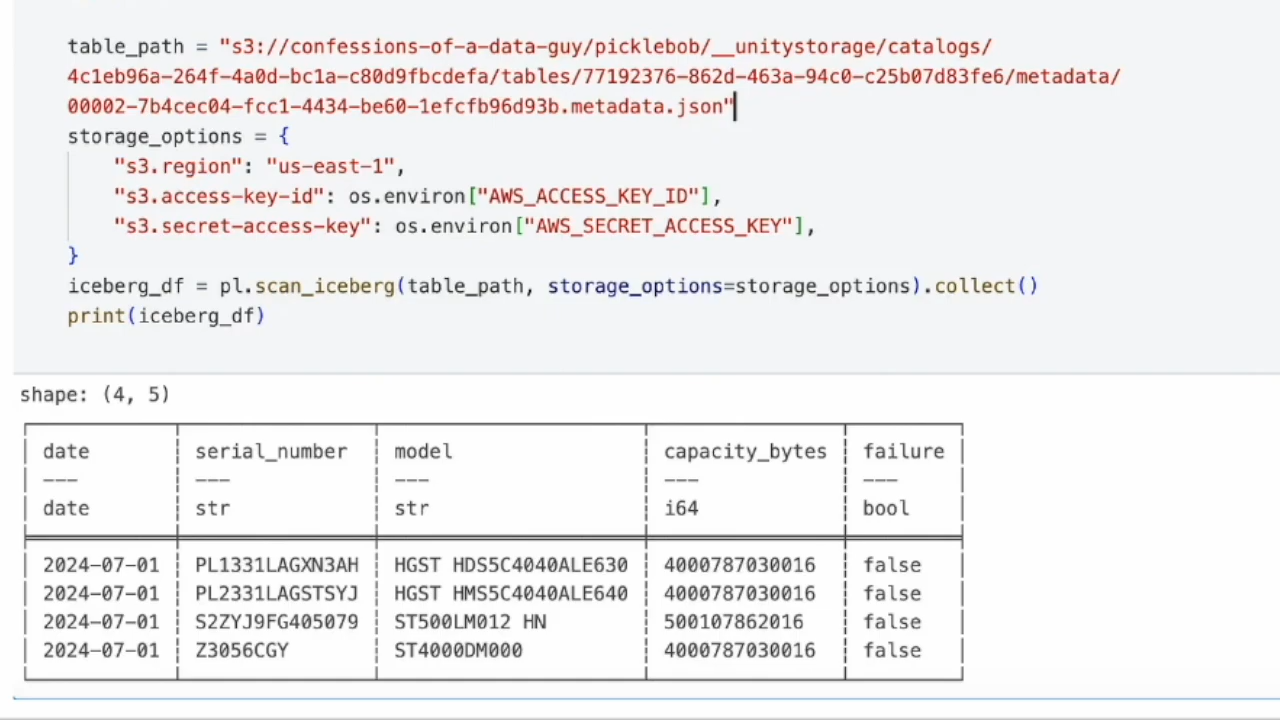 table_path = "s3://confessions-of-a-data-guy/picklebob/__unitystorage/catalogs/
4c1eb96a-264f-4a0d-bc1a-c80d9fbcdefa/tables/77192376-862d-463a-94c0-c25b07d83fe6/metadata/
00002-7b4cec04-fcc1-4434-be60-1efcfb96d93b.metadata.json"
storage_options = {
"s3.region": "us-east-1",
"s3.access-key-id": os.environ["AWS_ACCESS_KEY_ID"],
"s3.secret-access-key": os.environ["AWS_SECRET_ACCESS_KEY"],
}
iceberg_df = pl.scan_iceberg(table_path, storage_options=storage_options).collect()
print(iceberg_df)
shape: (4, 5)
date serial_number model capacity_bytes failure
--- --- --- --- ---
date str str i64 bool
2024-07-01 PL1331LAGXN3AH HGST HDS5C4040ALE630 4000787030016 false
2024-07-01 PL2331LAGSTSYJ HGST HMS5C4040ALE640 4000787030016 false
2024-07-01 S2ZYJ9FG405079 ST500LM012 HN 500107862016 false
2024-07-01 Z3056CGY ST4000DM000 4000787030016 false